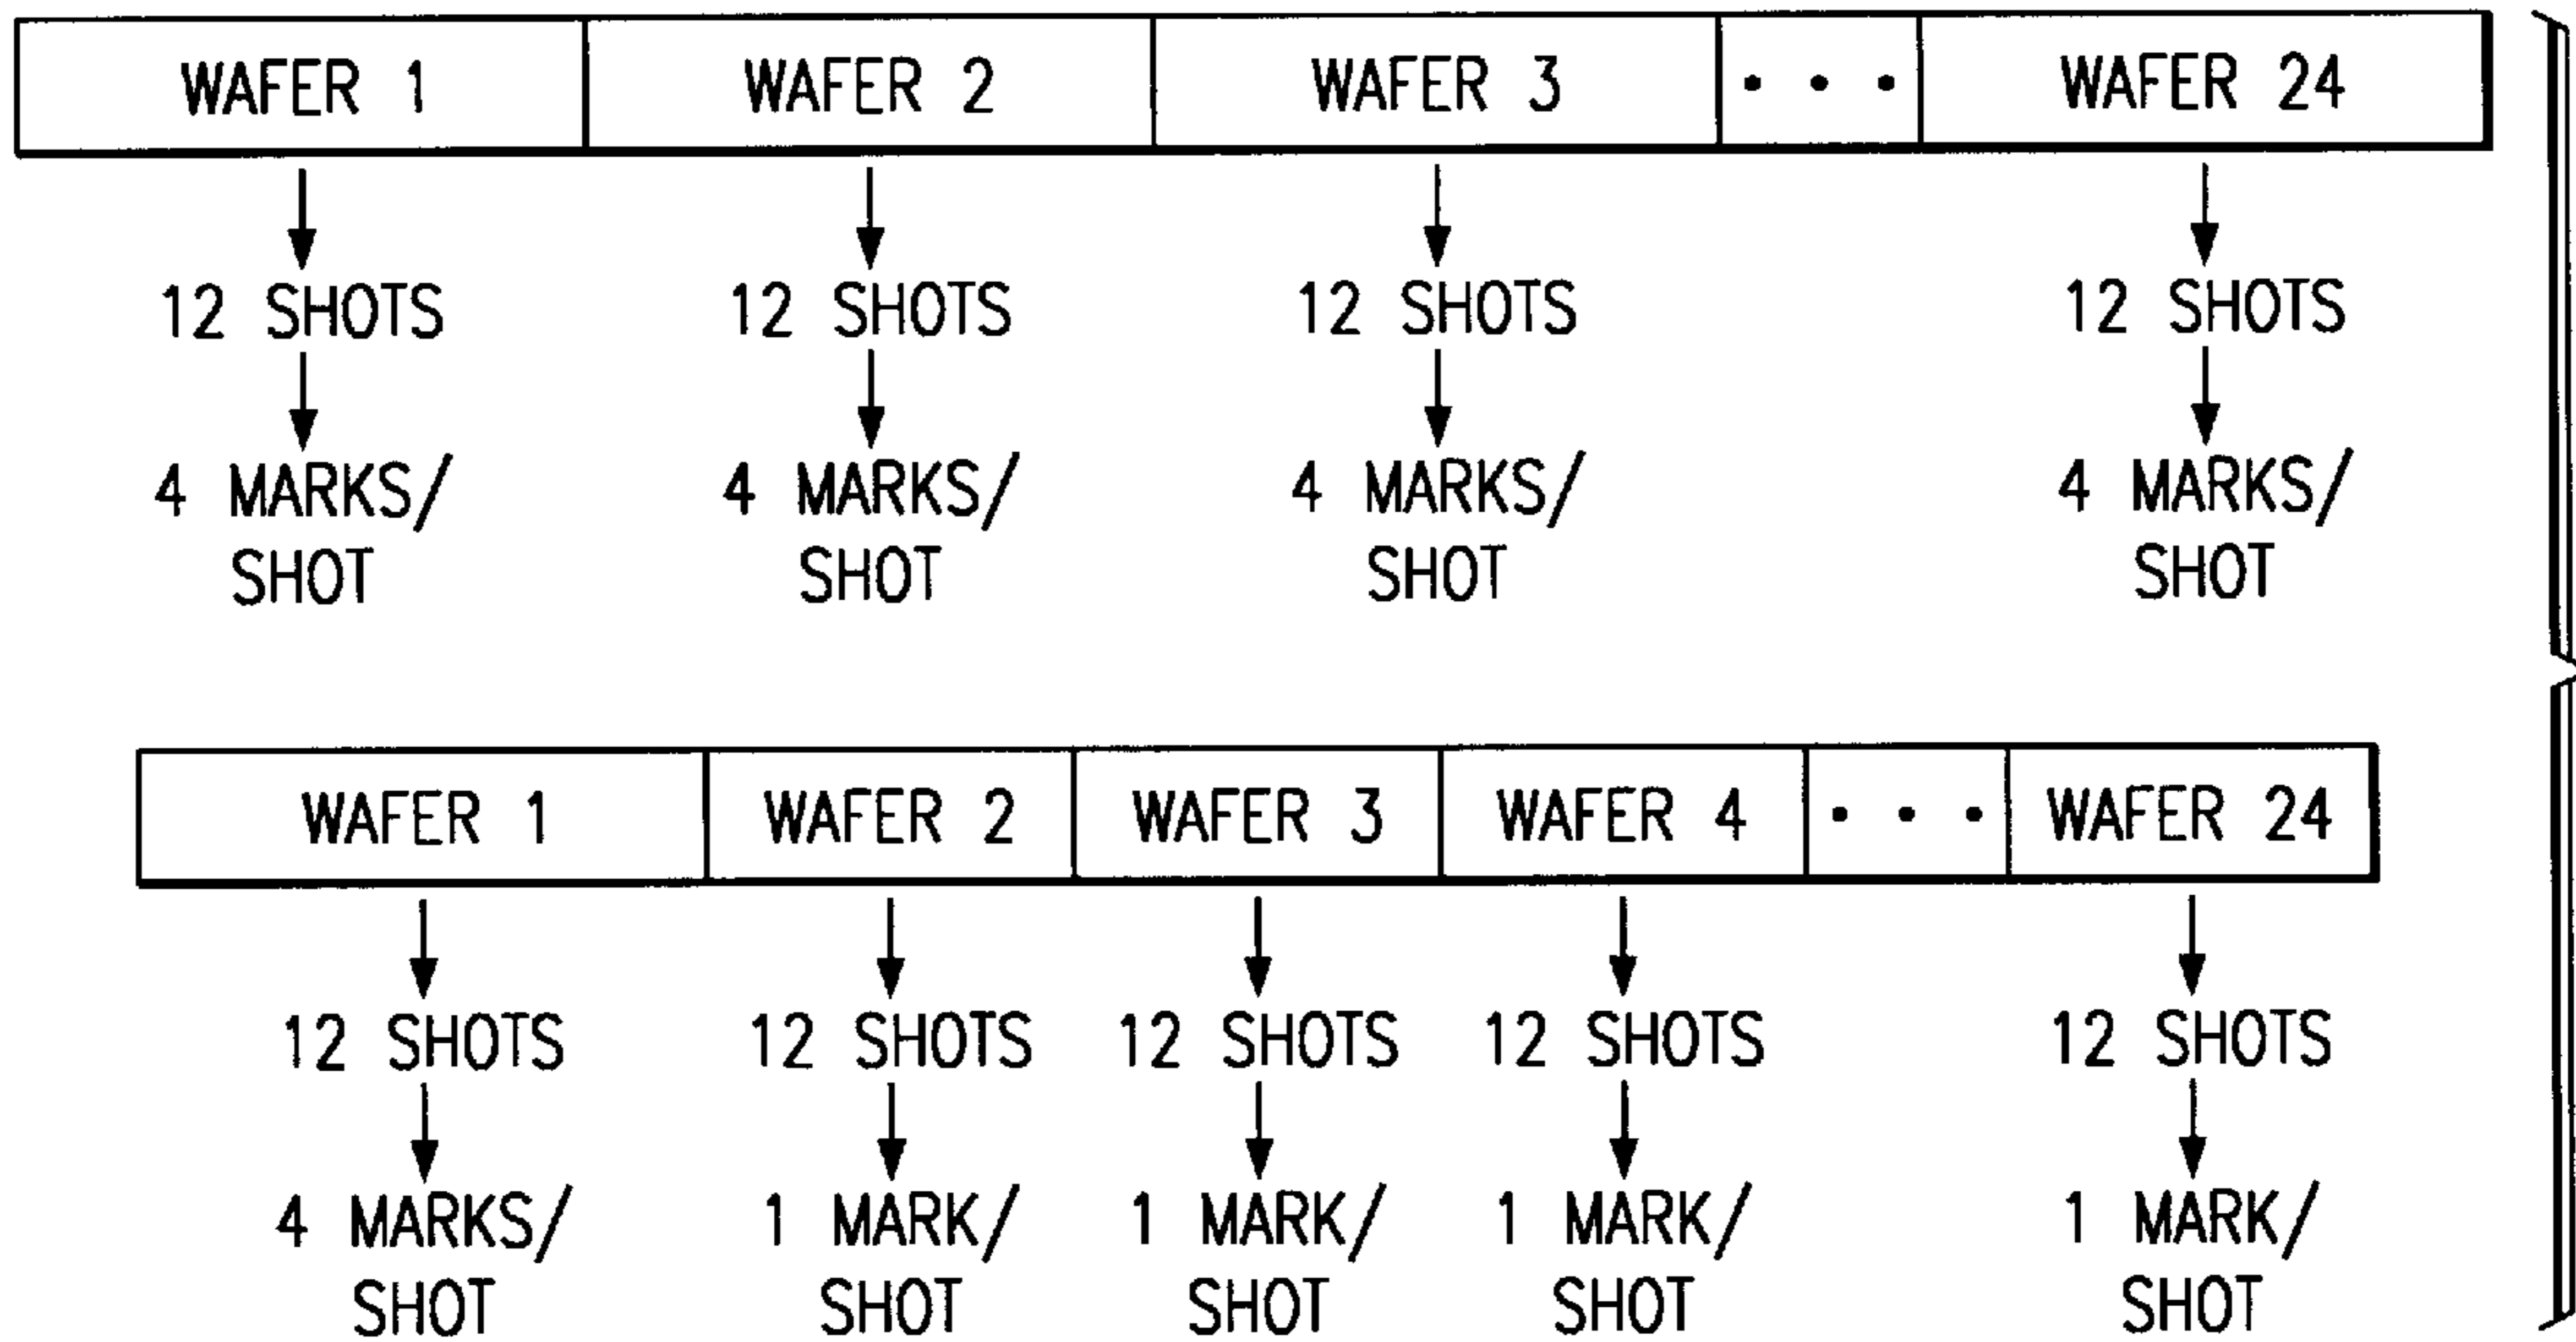 WAFER 1 WAFER 2 WAFER 3 • • • WAFER 24
12 SHOTS 12 SHOTS 12 SHOTS 12 SHOTS
4 MARKS/ 4 MARKS/ 4 MARKS/ 4 MARKS/
SHOT SHOT SHOT SHOT
WAFER 1 WAFER 2 WAFER 3 WAFER 4 • • • WAFER 24
12 SHOTS 12 SHOTS 12 SHOTS 12 SHOTS 12 SHOTS
4 MARKS/ 1 MARK/ 1 MARK/ 1 MARK/ 1 MARK/
SHOT SHOT SHOT SHOT SHOT